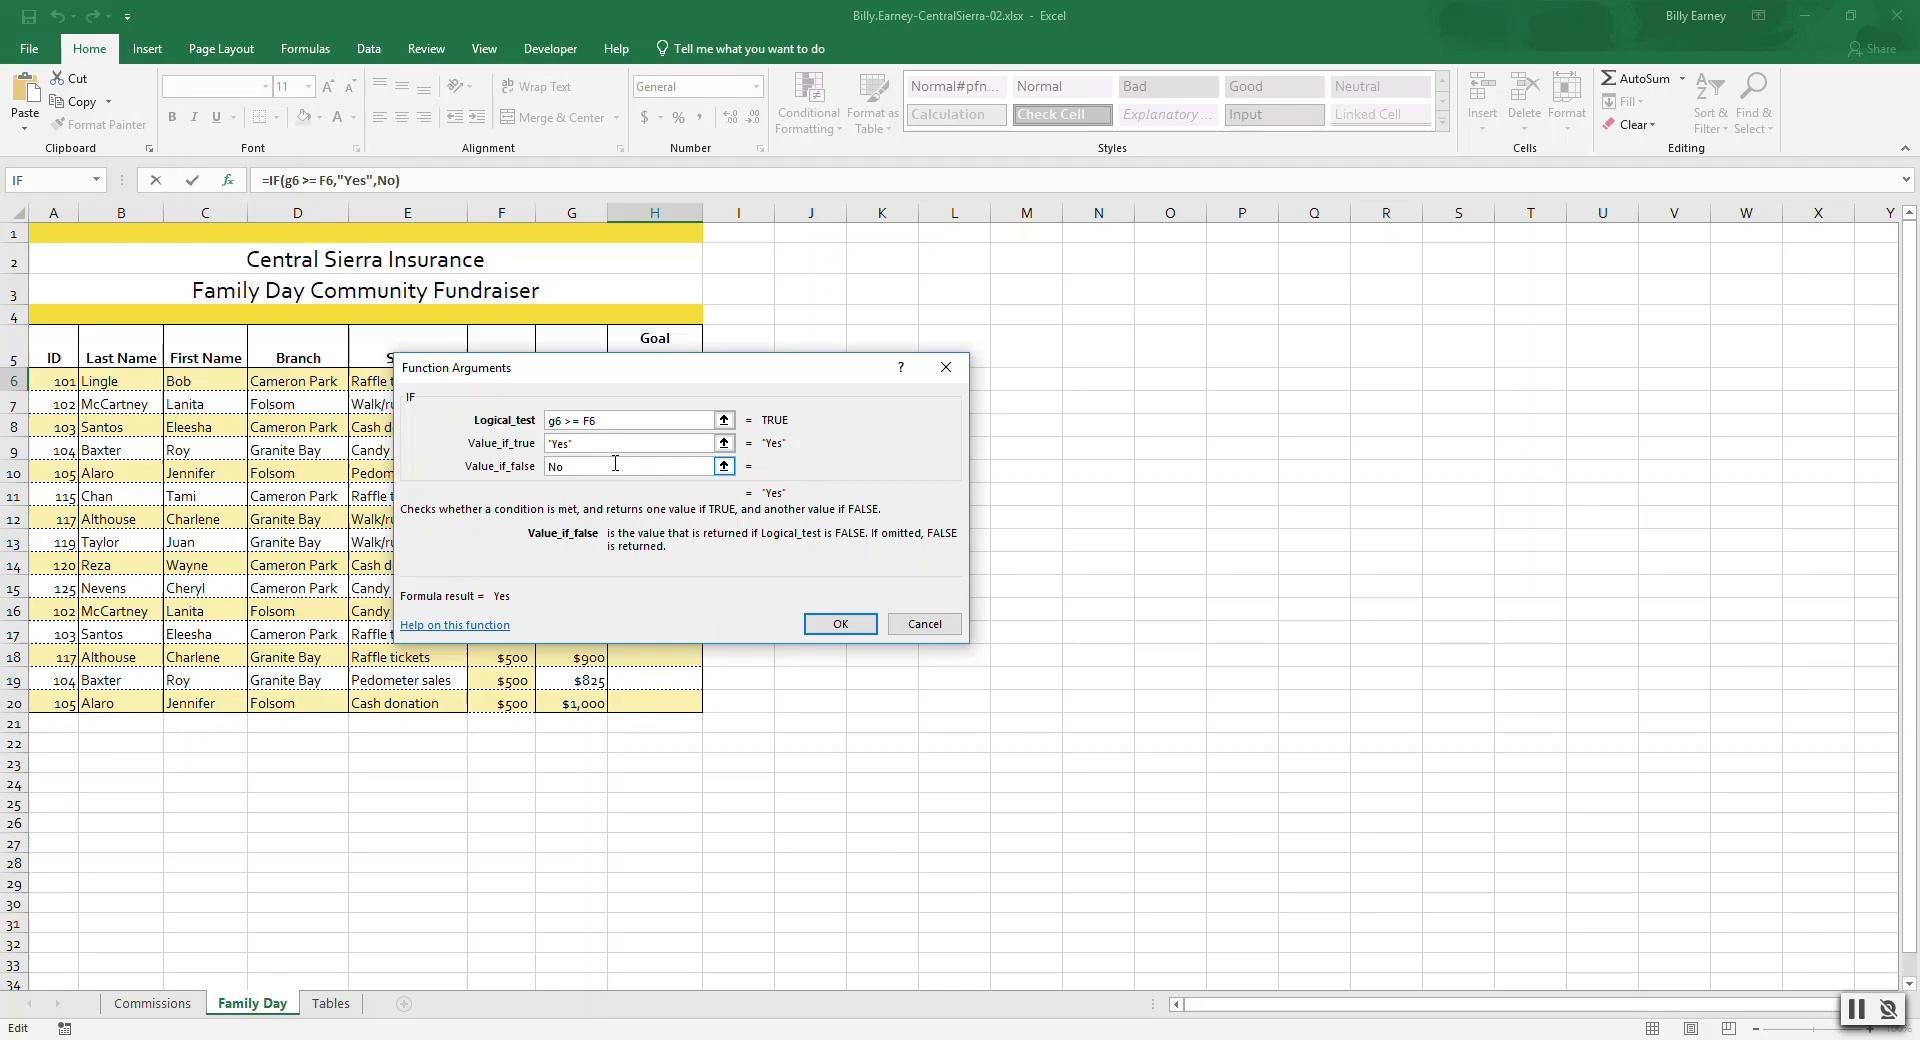 Billy.Earney-CentralSierra-02.xlsx - Excel
Billy Earney
File Home Insert Page Layout Formulas Data Review View Developer Help Tell me what you want to do Share
Paste
Cut
Copy
Format Painter
Clipboard
11
B I U
Font
Wrap Text
Merge & Center
Alignment
General
$ % ,
Number
Conditional Formatting
Format as Table
Normal#pfn... Normal Bad Good Neutral
Calculation Check Cell Explanatory ... Input Linked Cell
Styles
Insert Delete Format
Cells
AutoSum
Fill
Clear
Sort & Filter
Find & Select
Editing
IF
fx
=IF(g6 >= F6,"Yes",No)
A B C D E F G H I J K L M N O P Q R S T U V W X Y
1
2 Central Sierra Insurance
3 Family Day Community Fundraiser
4
Goal
5 ID Last Name First Name Branch S
6 101 Lingle Bob Cameron Park Raffle t
7 102 McCartney Lanita Folsom Walk/ru
8 103 Santos Eleesha Cameron Park Cash d
9 104 Baxter Roy Granite Bay Candy
10 105 Alaro Jennifer Folsom Pedom
11 115 Chan Tami Cameron Park Raffle t
12 117 Althouse Charlene Granite Bay Walk/ru
13 119 Taylor Juan Granite Bay Walk/ru
14 120 Reza Wayne Cameron Park Cash d
15 125 Nevens Cheryl Cameron Park Candy
16 102 McCartney Lanita Folsom Candy
17 103 Santos Eleesha Cameron Park Raffle t
18 117 Althouse Charlene Granite Bay Raffle tickets $500 $900
19 104 Baxter Roy Granite Bay Pedometer sales $500 $825
20 105 Alaro Jennifer Folsom Cash donation $500 $1,000
21
22
23
24
25
26
27
28
29
30
31
32
33
34
Function Arguments ?
IF
Logical_test g6 >= F6 = TRUE
Value_if_true "Yes" = "Yes"
Value_if_false No =
= "Yes"
Checks whether a condition is met, and returns one value if TRUE, and another value if FALSE.
Value_if_false is the value that is returned if Logical_test is FALSE. If omitted, FALSE
is returned.
Formula result = Yes
Help on this function
OK Cancel
Commissions Family Day Tables
Edit